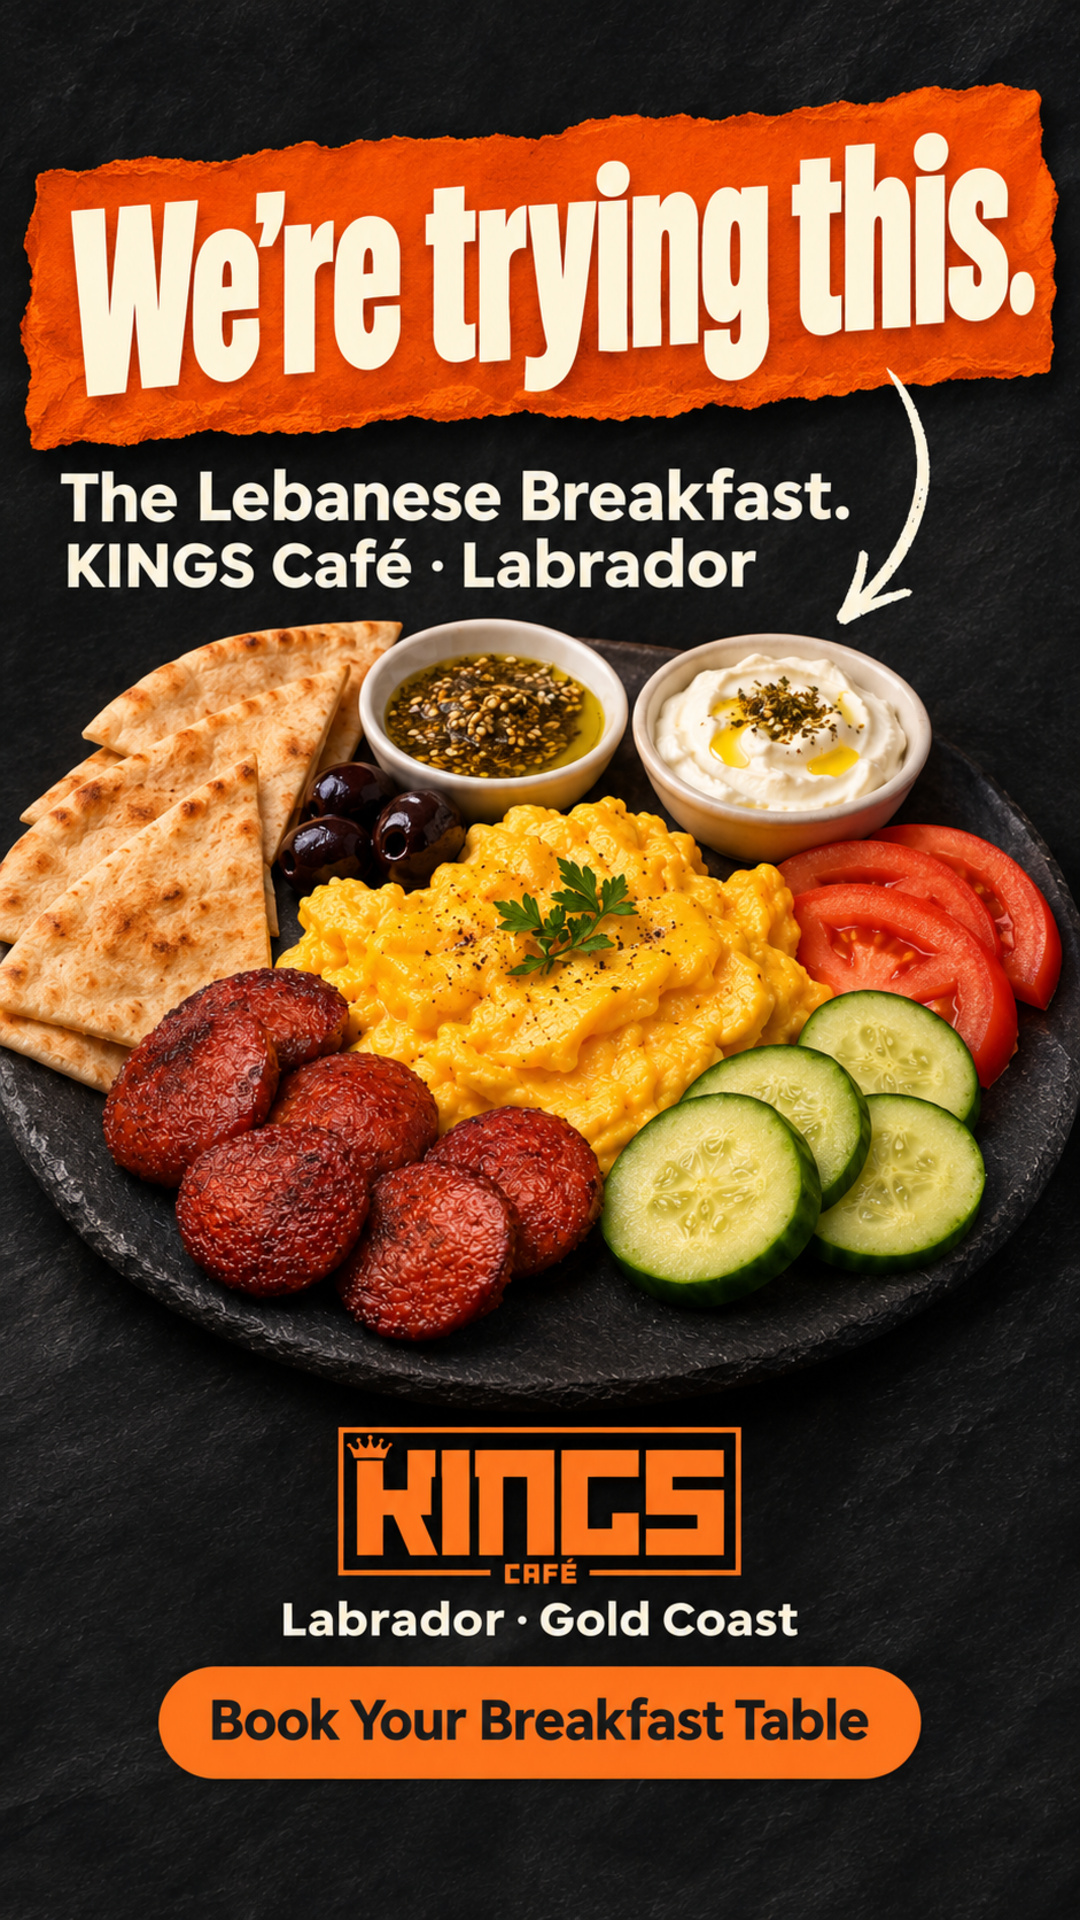 We're trying this.
The Lebanese Breakfast.
KINGS Café · Labrador
KINGS
CAFÉ
Labrador · Gold Coast
Book Your Breakfast Table